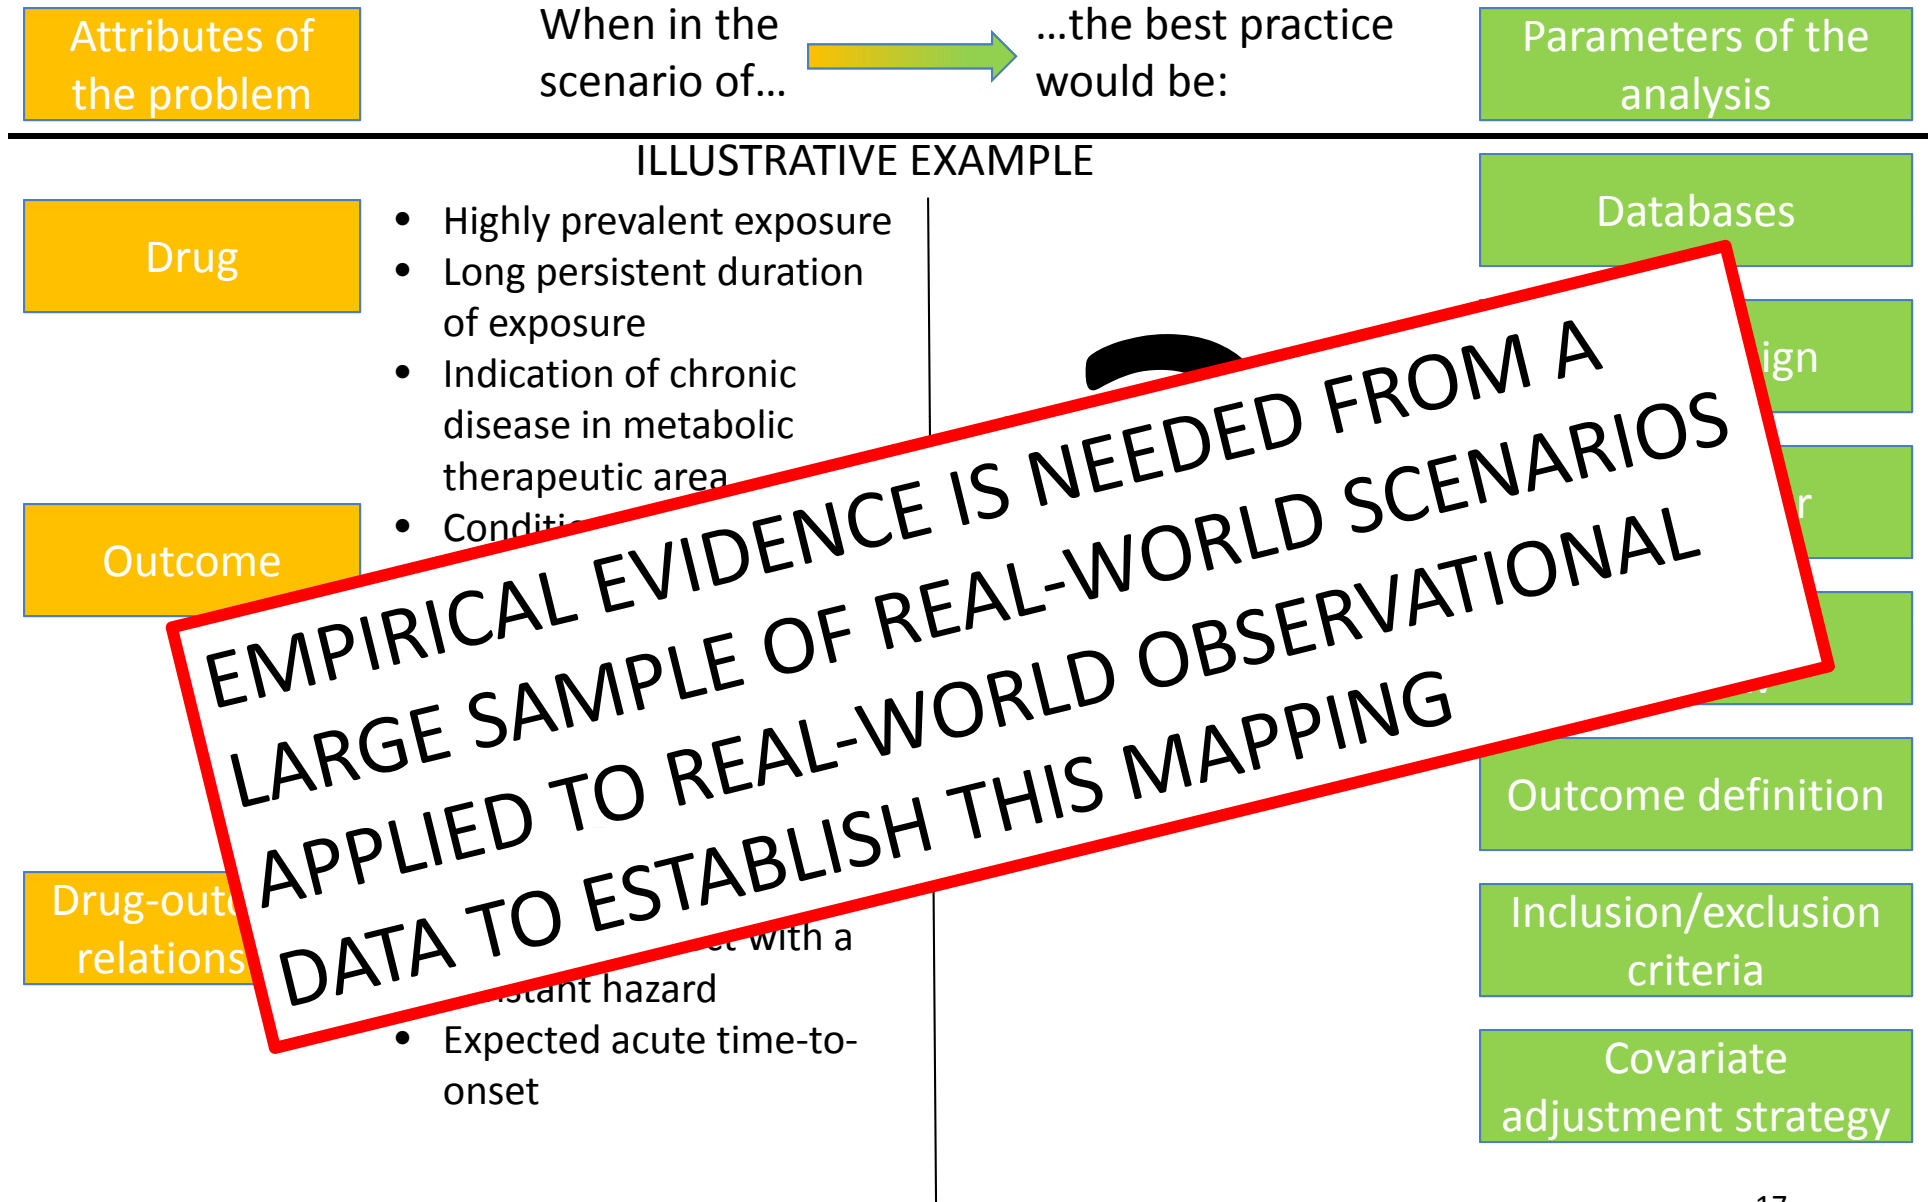 Attributes of
the problem
When in the
scenario of…
…the best practice
would be:
Parameters of the
analysis
ILLUSTRATIVE EXAMPLE
Drug
• Highly prevalent exposure
• Long persistent duration
of exposure
• Indication of chronic
disease in metabolic
therapeutic area
•
Outcome
Drug-
with a
hazard
• Expected acute time-to-
onset
EMPIRICAL EVIDENCE IS NEEDED FROM A
LARGE SAMPLE OF REAL-WORLD SCENARIOS
APPLIED TO REAL-WORLD OBSERVATIONAL
DATA TO ESTABLISH THIS MAPPING
Databases
Outcome definition
Inclusion/exclusion
criteria
Covariate
adjustment strategy
17